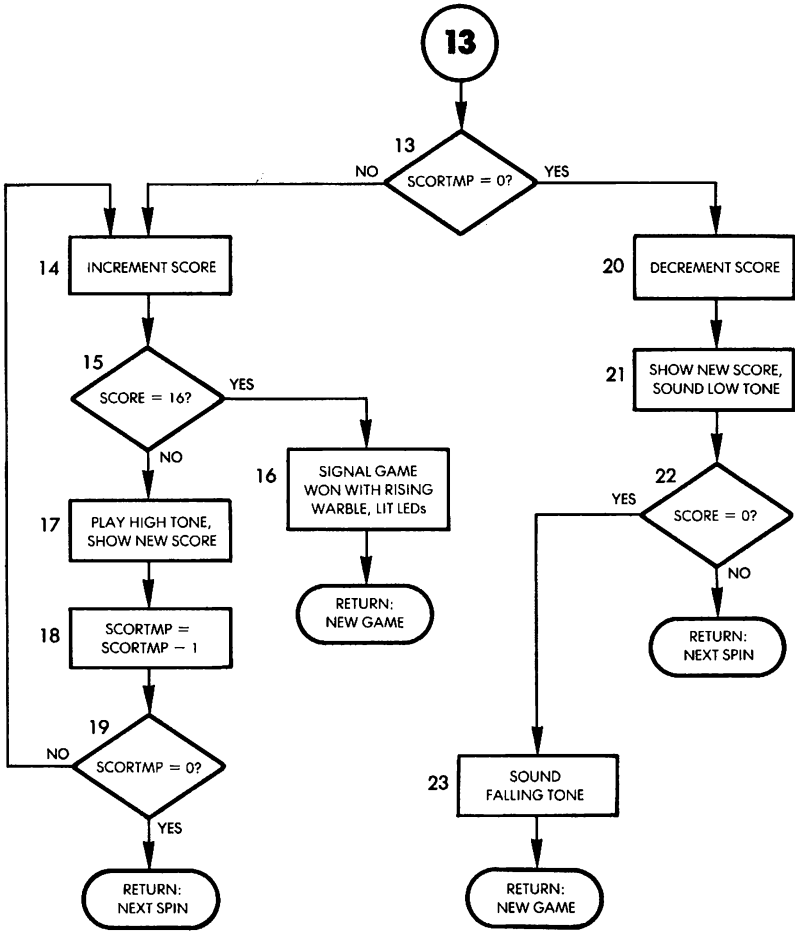 13
13
SCORTMP = 0?
NO
YES
14
INCREMENT SCORE
15
SCORE = 16?
YES
NO
16
SIGNAL GAME
WON WITH RISING
WARBLE, LIT LEDs
RETURN:
NEW GAME
17
PLAY HIGH TONE,
SHOW NEW SCORE
18
SCORTMP =
SCORTMP − 1
19
SCORTMP = 0?
NO
YES
RETURN:
NEXT SPIN
20
DECREMENT SCORE
21
SHOW NEW SCORE,
SOUND LOW TONE
22
SCORE = 0?
YES
NO
RETURN:
NEXT SPIN
23
SOUND
FALLING TONE
RETURN:
NEW GAME